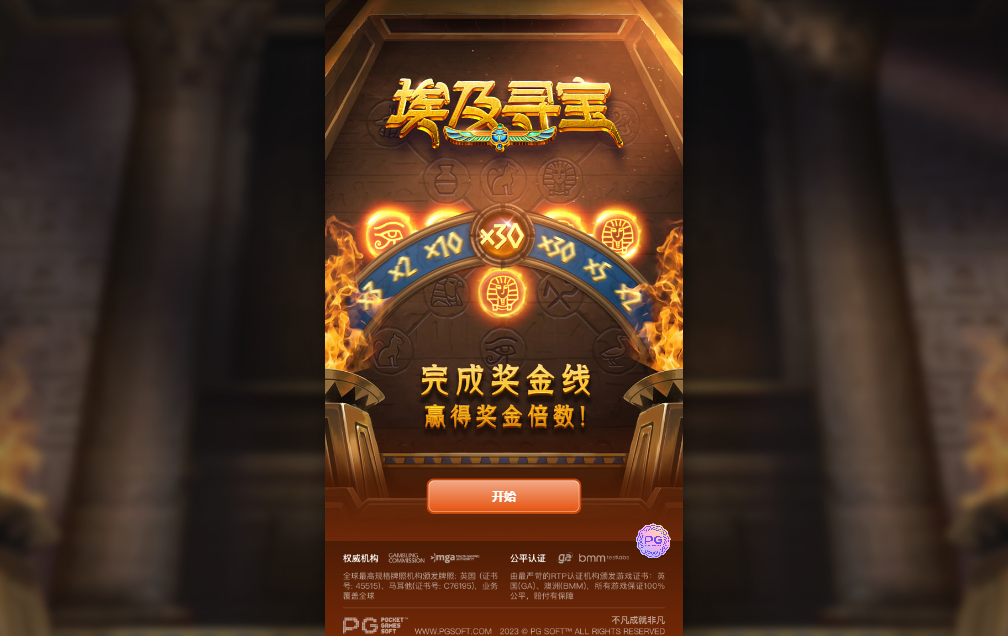 埃及寻宝
x2 x10 x30 x30 x5 x2
完成奖金线
赢得奖金倍数!
开始
权威机构 GAMBLING COMMISSION mga
公平认证 ga bmm testlabs
全球最高规格牌照机构颁发牌照: 英国 (证书
号: 45515)、马耳他(证书号: C76195)、业务
覆盖全球
由最严苛的RTP认证机构颁发游戏证书: 英
国(GA)、澳洲(BMM)、所有游戏保证100%
公平，赔付有保障
PG POCKET GAMES SOFT
不凡成就非凡
WWW.PGSOFT.COM 2023 © PG SOFT™ ALL RIGHTS RESERVED
PG